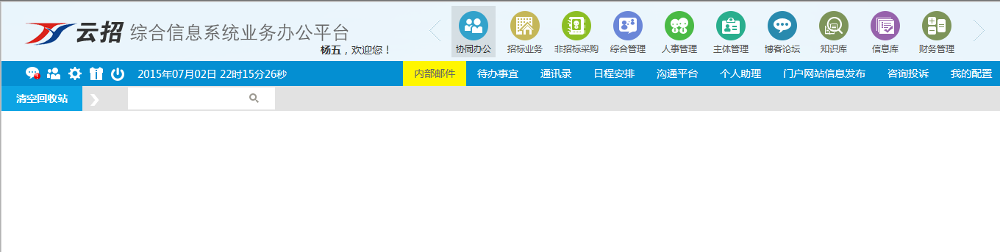 云招 综合信息系统业务办公平台
杨五，欢迎您！
协同办公 招标业务 非招标采购 综合管理 人事管理 主体管理 博客论坛 知识库 信息库 财务管理
2015年07月02日 22时15分26秒 内部邮件 待办事宜 通讯录 日程安排 沟通平台 个人助理 门户网站信息发布 咨询投诉 我的配置
清空回收站